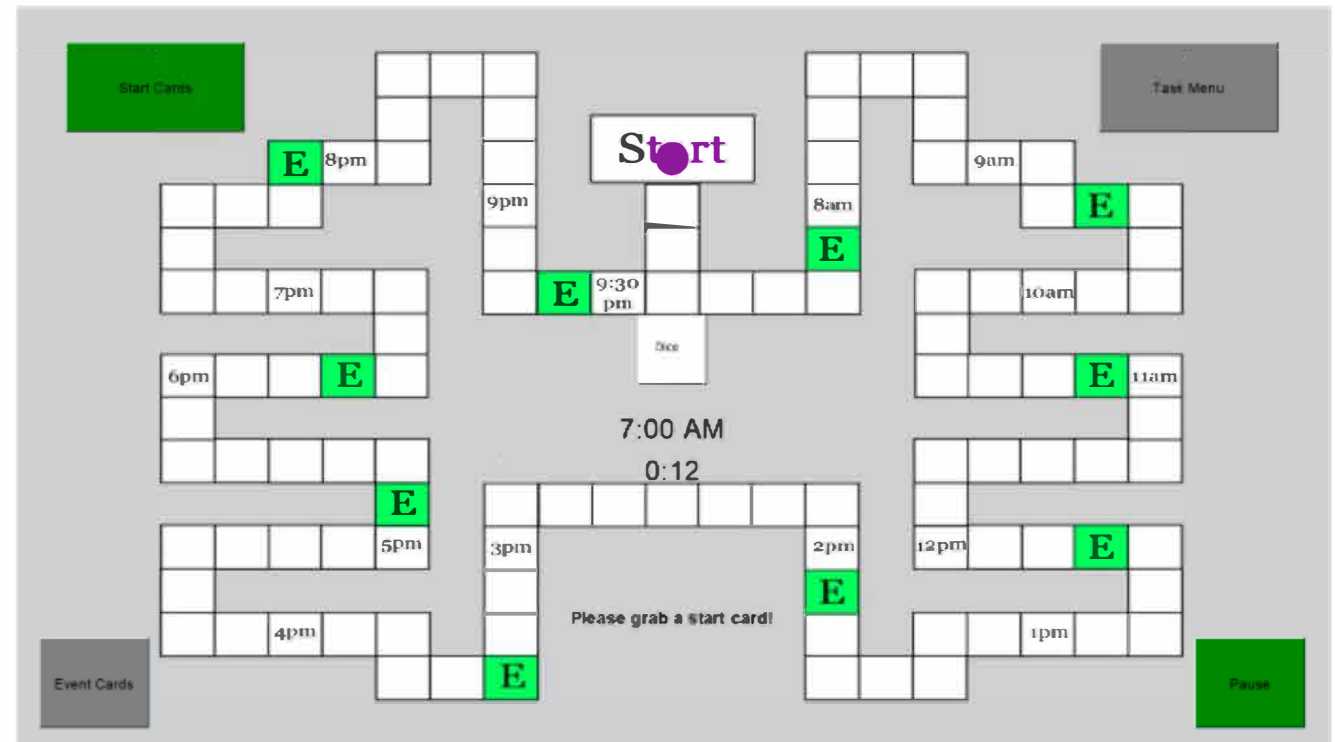 Start Cards
Task Menu
Start
E
8pm
9am
9pm
8am
E
E
7pm
E
9:30
pm
10am
Dice
6pm
E
E
11am
7:00 AM
0:12
E
5pm
3pm
2pm
12pm
E
E
Please grab a start card!
4pm
1pm
E
Event Cards
Pause